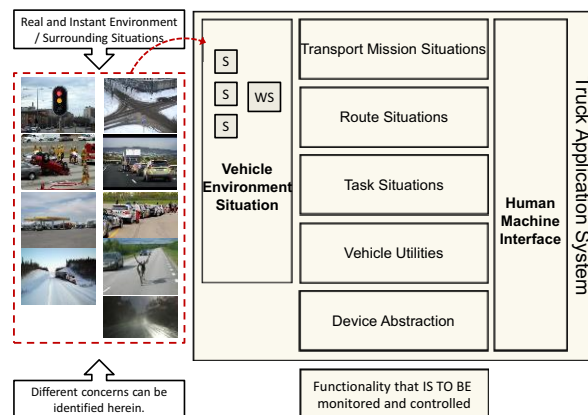 Real and Instant Environment
/ Surrounding Situations.
S
S
WS
S
Vehicle
Environment
Situation
Transport Mission Situations
Route Situations
Task Situations
Vehicle Utilities
Device Abstraction
Human
Machine
Interface
Truck Application System
Different concerns can be
identified herein.
Functionality that IS TO BE
monitored and controlled